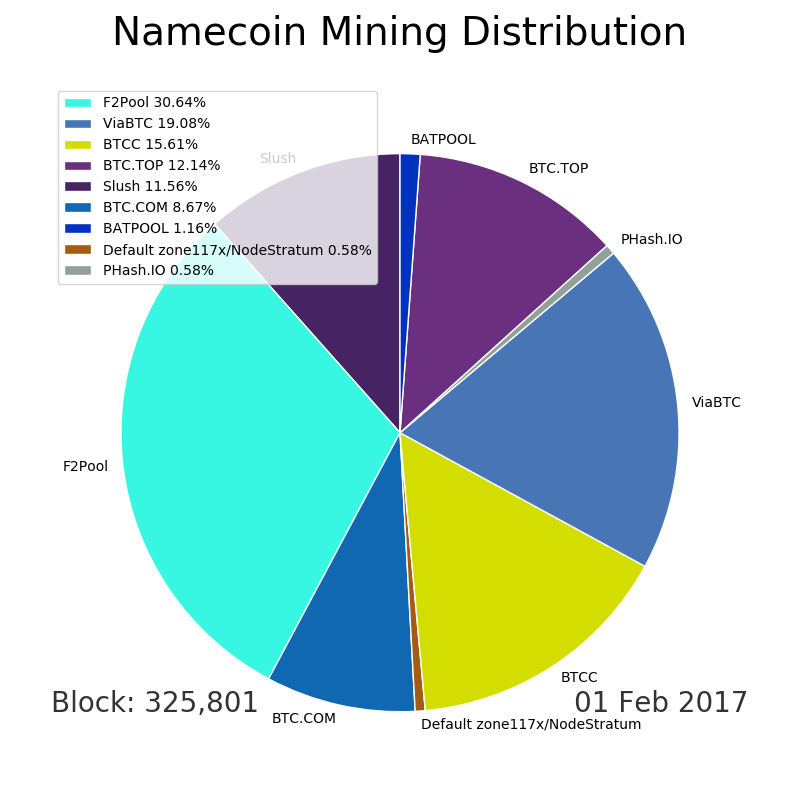 Namecoin Mining Distribution
F2Pool 30.64%
ViaBTC 19.08%
BTCC 15.61%
BTC.TOP 12.14%
Slush 11.56%
BTC.COM 8.67%
BATPOOL 1.16%
Default zone117x/NodeStratum 0.58%
PHash.IO 0.58%
Slush
BATPOOL
BTC.TOP
PHash.IO
ViaBTC
F2Pool
BTCC
Block: 325,801
01 Feb 2017
BTC.COM
Default zone117x/NodeStratum